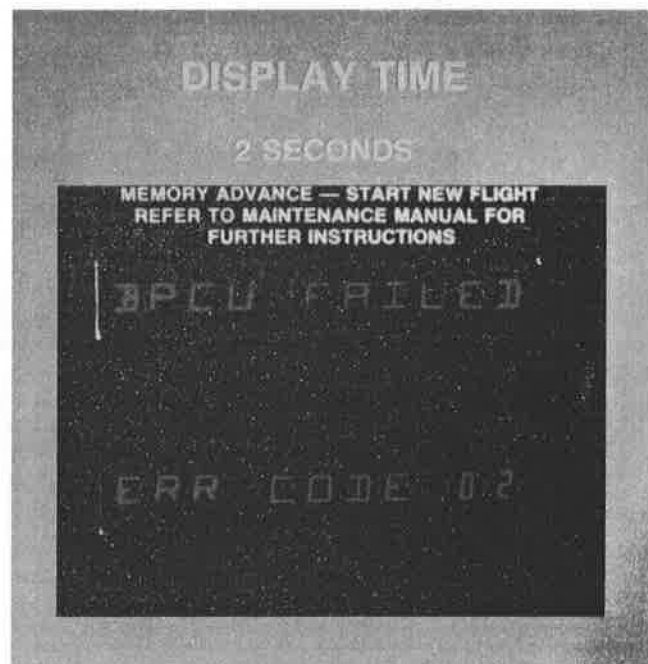 DISPLAY TIME
2 SECONDS
MEMORY ADVANCE — START NEW FLIGHT
REFER TO MAINTENANCE MANUAL FOR
FURTHER INSTRUCTIONS
BPCU FAILED
ERR CODE 02